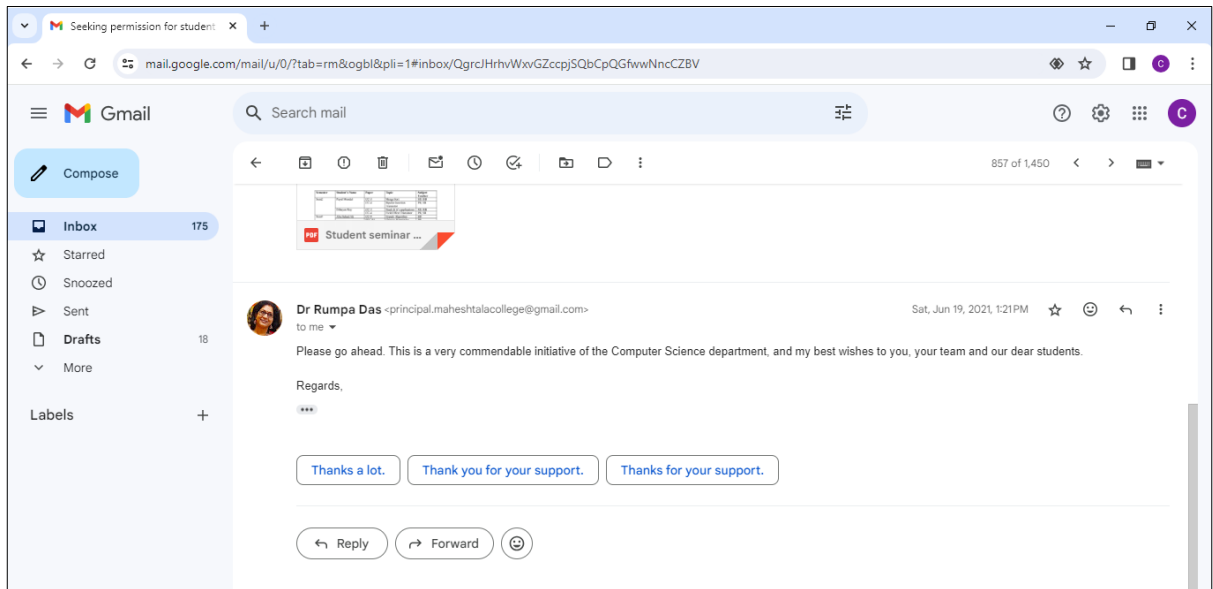 Seeking permission for student
mail.google.com/mail/u/0/?tab=rm&ogbl&pli=1#inbox/QgrcJHrhvWxvGZccpjSQbCpQGfwwNncCZBV
C
Gmail
Search mail
C
Compose
857 of 1,450
Inbox 175
Starred
Snoozed
Sent
Drafts 18
More
Labels
PDF Student seminar ...
Dr Rumpa Das <principal.maheshtalacollege@gmail.com> Sat, Jun 19, 2021, 1:21 PM
to me
Please go ahead. This is a very commendable initiative of the Computer Science department, and my best wishes to you, your team and our dear students.
Regards,
Thanks a lot. Thank you for your support. Thanks for your support.
Reply Forward